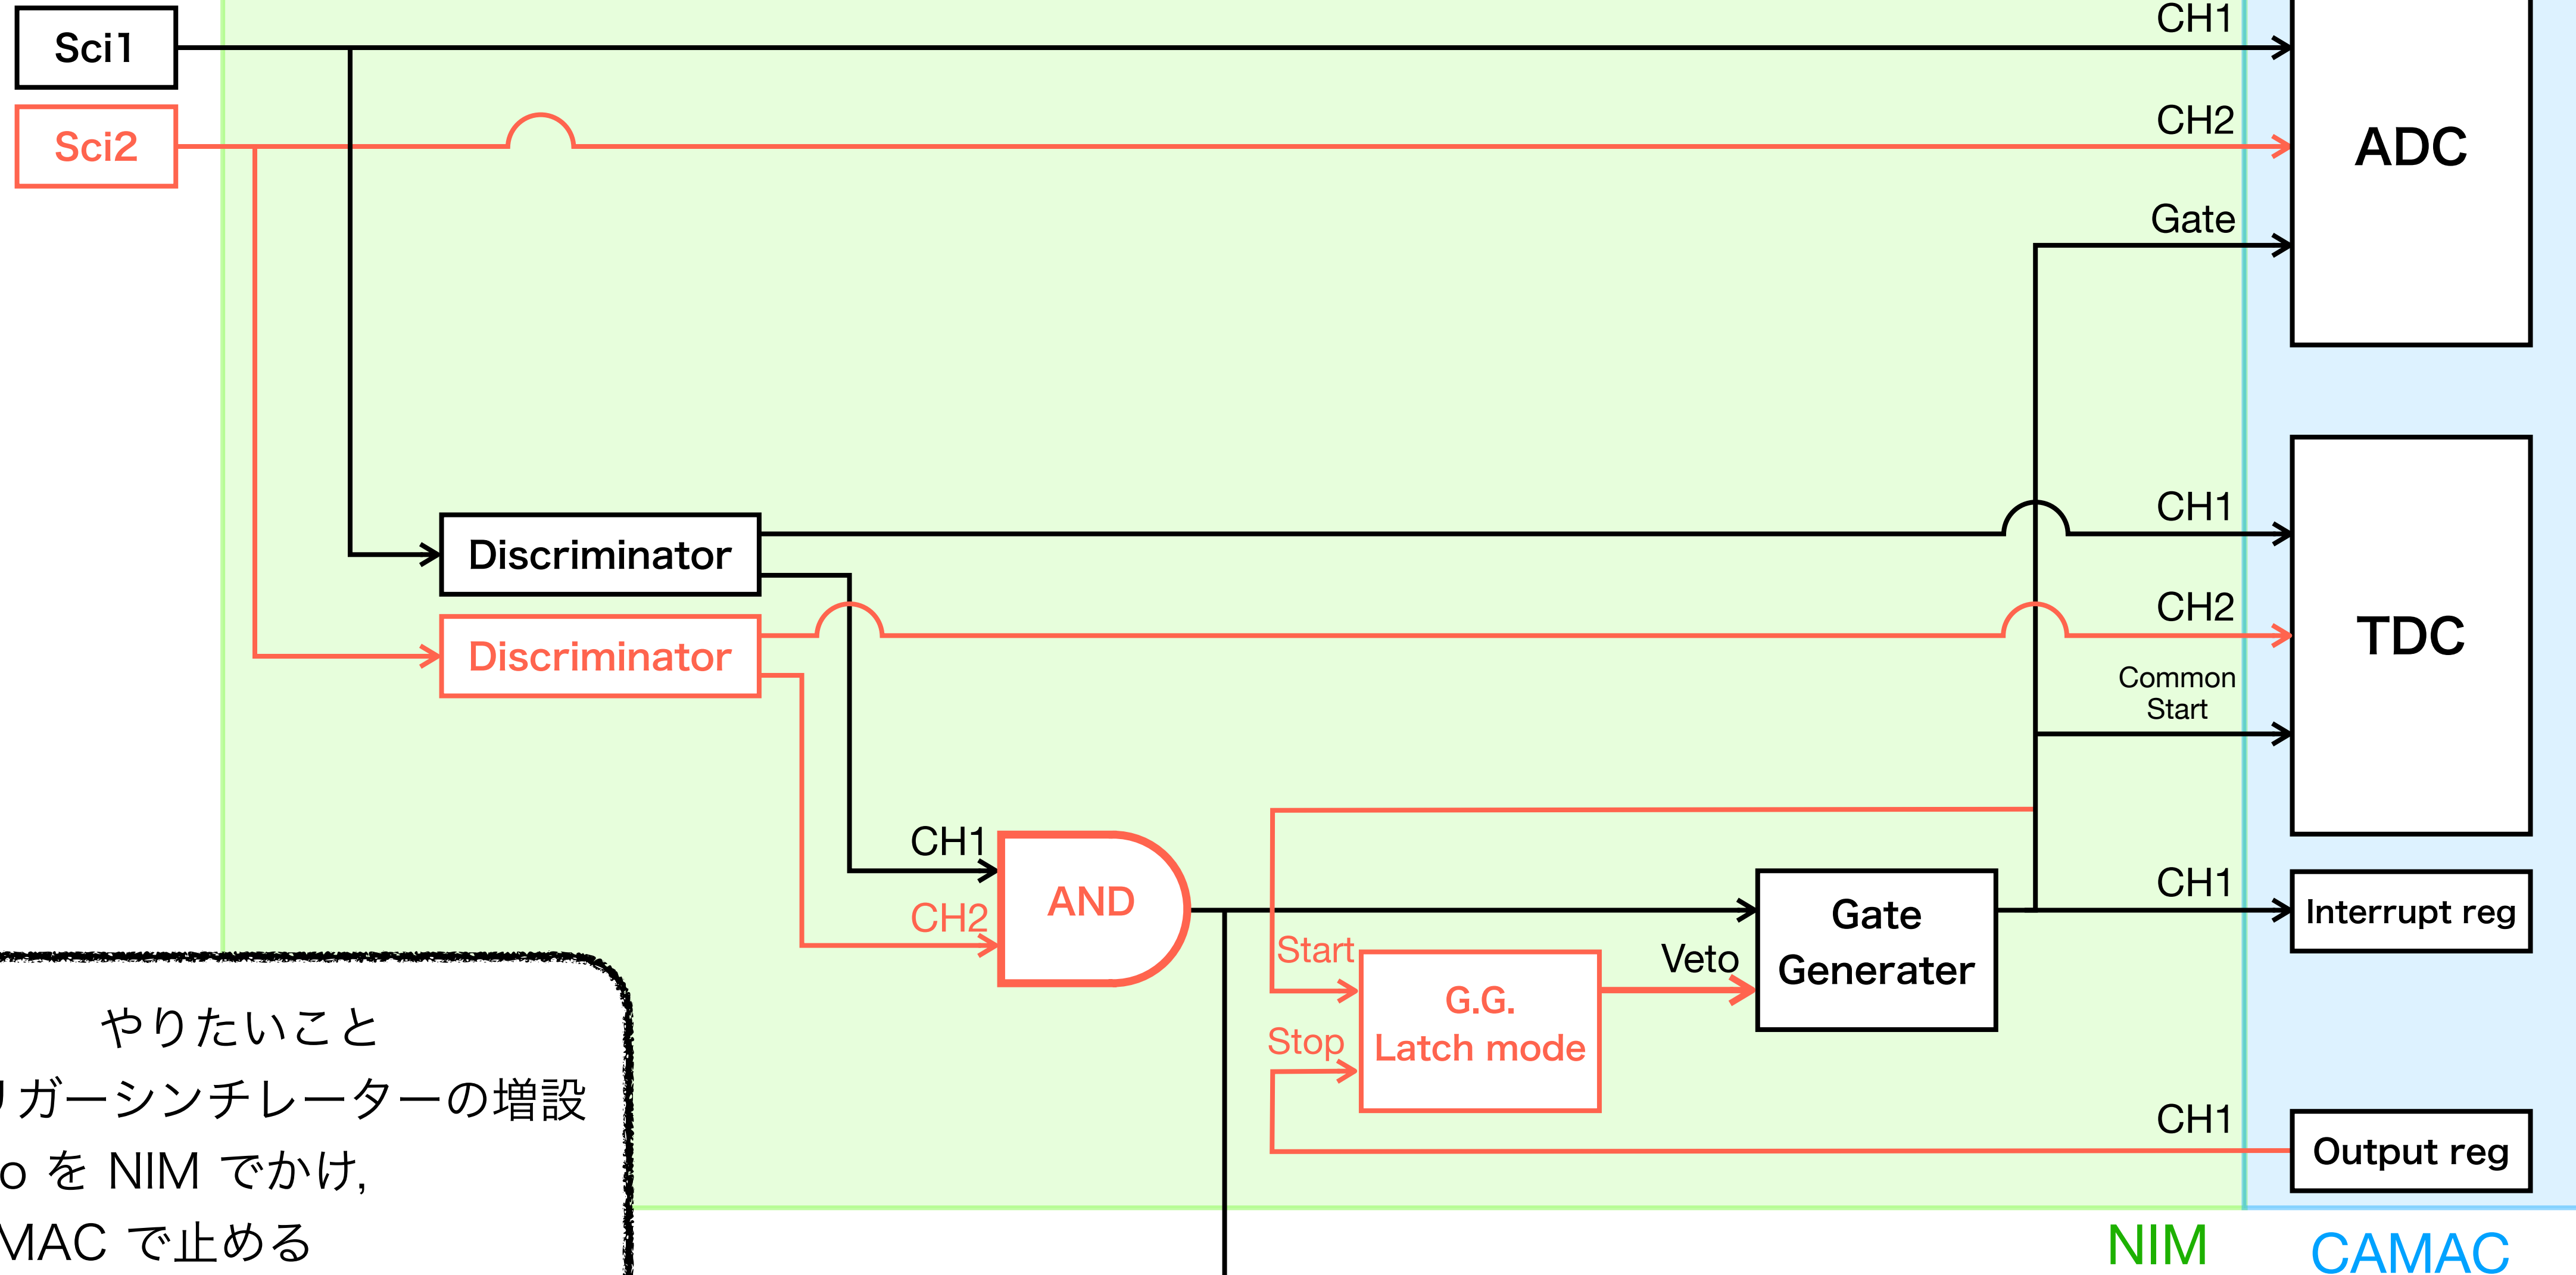 CH1
Sci1
CH2
Sci2
ADC
Gate
CH1
Discriminator
CH2
Discriminator
TDC
Common
Start
CH1
CH2
AND
CH1
Gate
Generater
Interrupt reg
Start
Veto
G.G.
Latch mode
Stop
CH1
Output reg
やりたいこと
ガーシンチレーターの増設
o を NIM でかけ,
MAC で止める
NIM
CAMAC